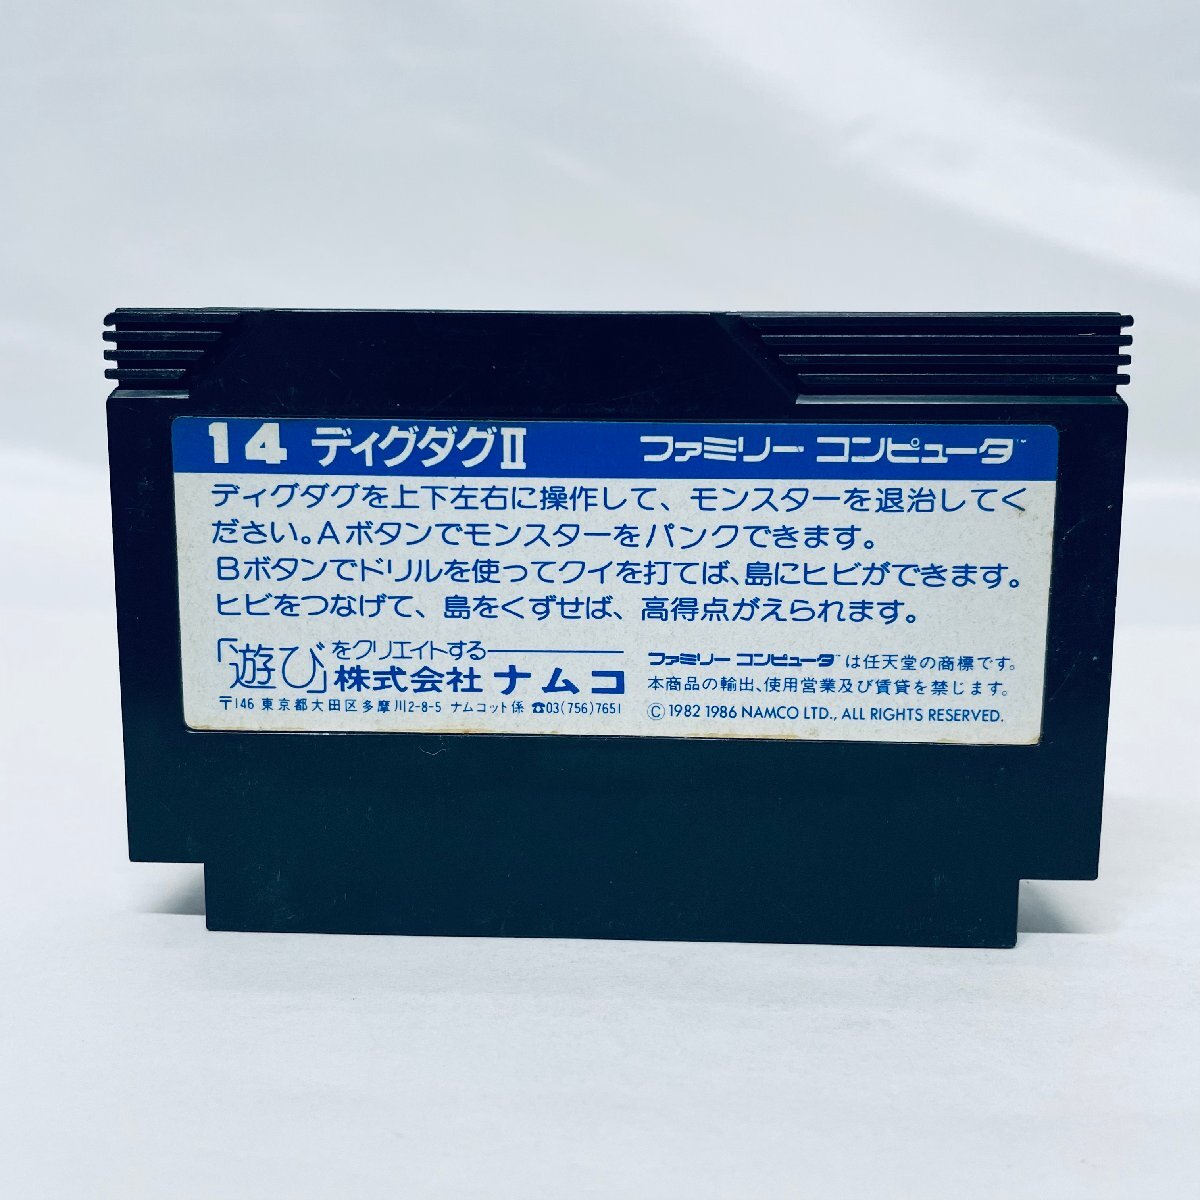 14 ディグダグII ファミリー コンピュータ™
ディグダグを上下左右に操作して、モンスターを退治してく
ださい。Aボタンでモンスターをパンクできます。
Bボタンでドリルを使ってクイを打てば、島にヒビができます。
ヒビをつなげて、島をくずせば、高得点がえられます。
「遊び」をクリエイトする
株式会社 ナムコ
〒146 東京都大田区多摩川2-8-5 ナムコット係 ☎03(756)7651
ファミリー コンピュータ™は任天堂の商標です。
本商品の輸出、使用営業及び賃貸を禁じます。
Ⓒ 1982 1986 NAMCO LTD., ALL RIGHTS RESERVED.